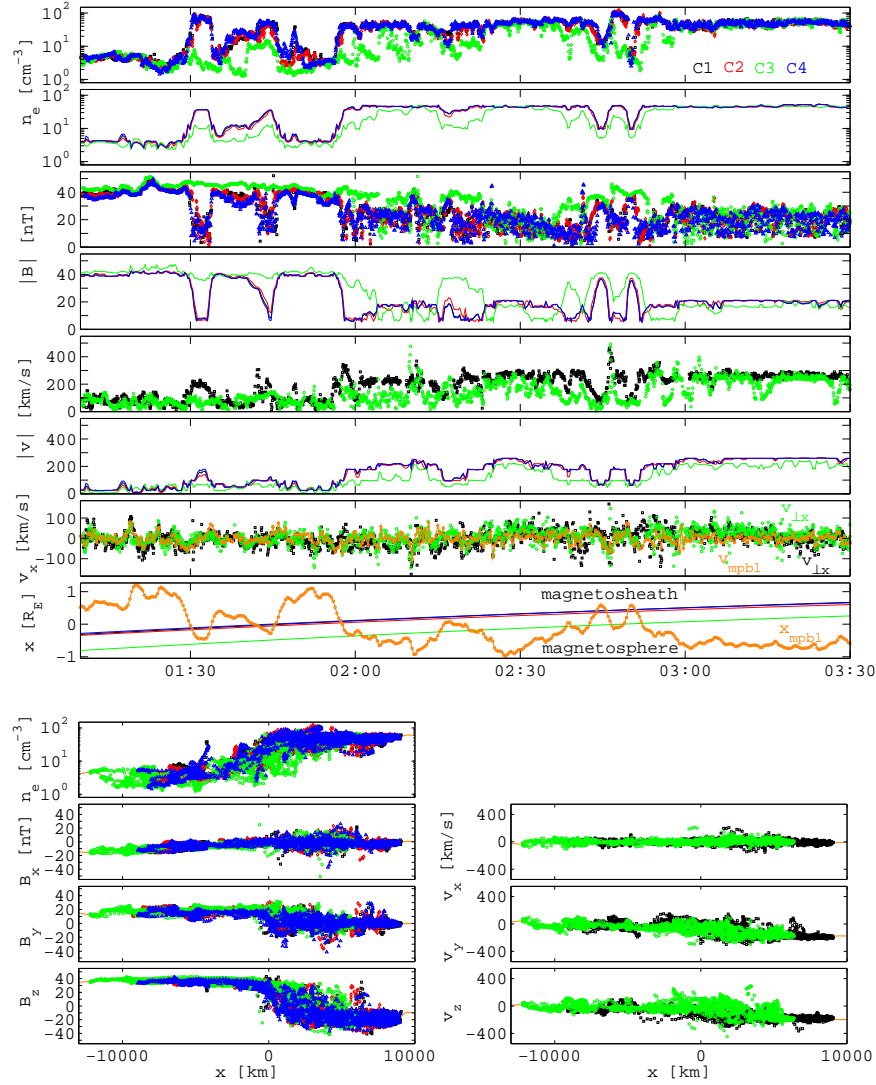 10²
10¹
10⁰
C1 C2 C3 C4
n_e [cm⁻³]
10²
10¹
10⁰
40
20
0
|B| [nT]
40
20
0
400
200
0
|v| [km/s]
400
200
0
100
0
−100
v_x⊥ [km/s]
v_⊥x
v_mpbl
v_⊥x
1
0
−1
x [R_E]
magnetosheath
x_mpbl
magnetosphere
01:30 02:00 02:30 03:00 03:30
10²
10¹
10⁰
n_e [cm⁻³]
40
20
0
−20
−40
B_x [nT]
400
0
−400
v_x [km/s]
40
20
0
−20
−40
B_y
400
0
−400
v_y
40
20
0
−20
−40
B_z
400
0
−400
v_z
−10000 0 10000
x [km]
−10000 0 10000
x [km]